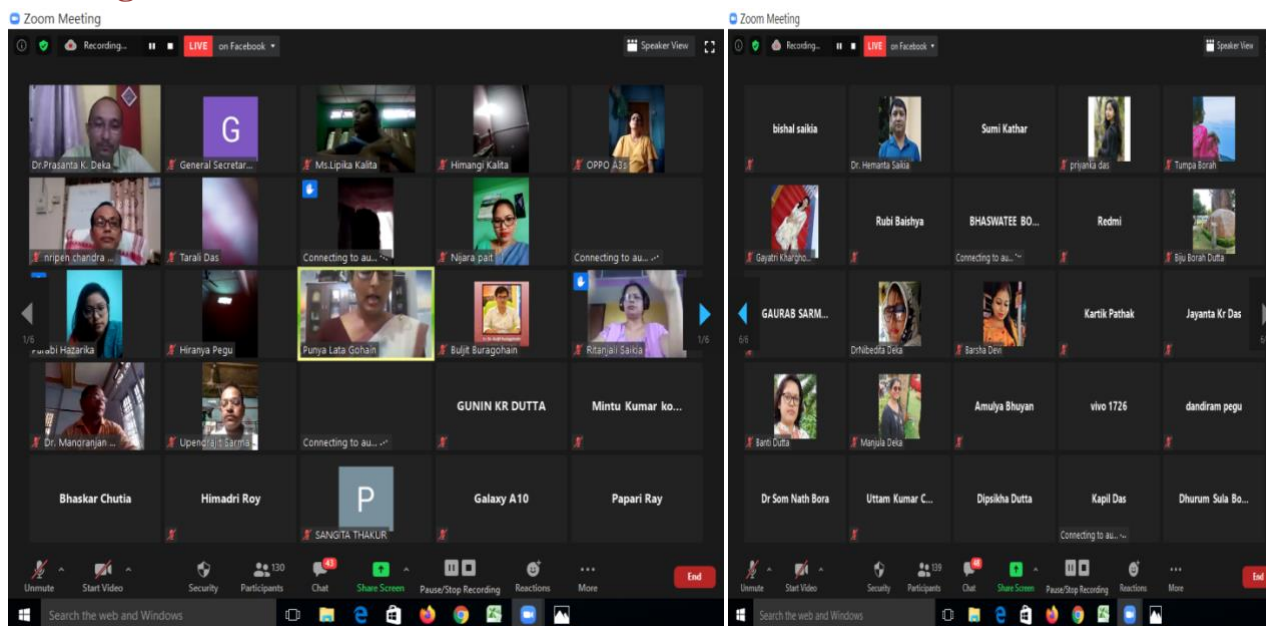 Zoom Meeting
Recording...
LIVE on Facebook
Speaker View
Dr.Prasanta K. Deka
G
General Secretar...
Ms.Lipika Kalita
Himangi Kalita
OPPO A3s
nripen chandra ...
Tarali Das
Connecting to au...
Nijara pait
Connecting to au...
1/6
Hazarika
Hiranya Pegu
Punya Lata Gohain
Buljit Buragohain
Ritanjali Saikia
1/6
Dr. Manoranjan ...
Upendrajit Sarma
Connecting to au...
GUNIN KR DUTTA
Mintu Kumar ko...
Bhaskar Chutia
Himadri Roy
P
SANGITA THAKUR
Galaxy A10
Papari Ray
Unmute
Start Video
Security
130
Participants
43
Chat
Share Screen
Pause/Stop Recording
Reactions
More
End
Search the web and Windows
Zoom Meeting
Recording...
LIVE on Facebook
Speaker View
bishal saikia
Dr. Hemanta Saikia
Sumi Kathar
priyanka das
Tumpa Borah
Gayatri Khargho...
Rubi Baishya
BHASWATEE BO...
Connecting to au...
Redmi
Biju Borah Dutta
6/6
GAURAB SARM...
DrNibedita Deka
Barsha Devi
Kartik Pathak
Jayanta Kr Das
Banti Dutta
Manjula Deka
Amulya Bhuyan
vivo 1726
dandiram pegu
Dr Som Nath Bora
Uttam Kumar C...
Dipsikha Dutta
Kapil Das
Connecting to au...
Dhurum Sula Bo...
Unmute
Start Video
Security
139
Participants
Chat
Share Screen
Pause/Stop Recording
Reactions
More
End
Search the web and Windows